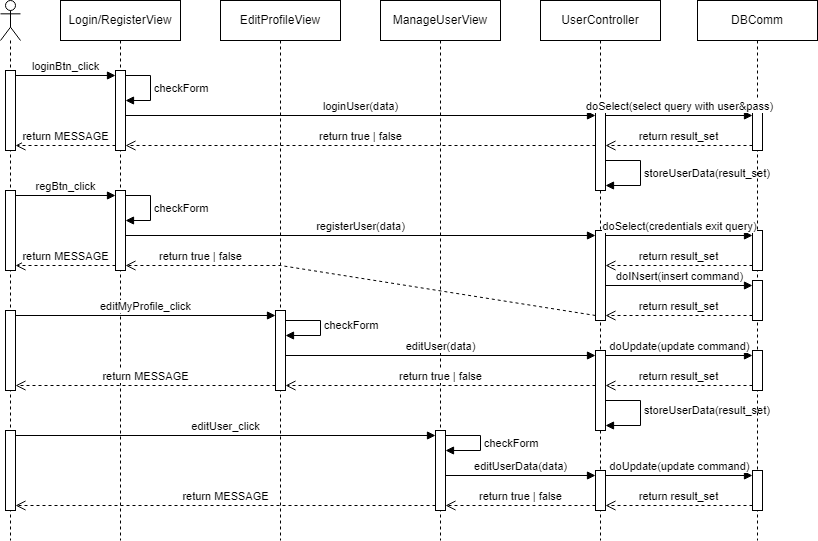 Login/RegisterView
EditProfileView
ManageUserView
UserController
DBComm
loginBtn_click
checkForm
loginUser(data)
doSelect(select query with user&pass)
return MESSAGE
return true | false
return result_set
storeUserData(result_set)
regBtn_click
checkForm
registerUser(data)
doSelect(credentials exit query)
return MESSAGE
return true | false
return result_set
doINsert(insert command)
editMyProfile_click
return result_set
checkForm
editUser(data)
doUpdate(update command)
return MESSAGE
return true | false
return result_set
storeUserData(result_set)
editUser_click
checkForm
editUserData(data)
doUpdate(update command)
return MESSAGE
return true | false
return result_set